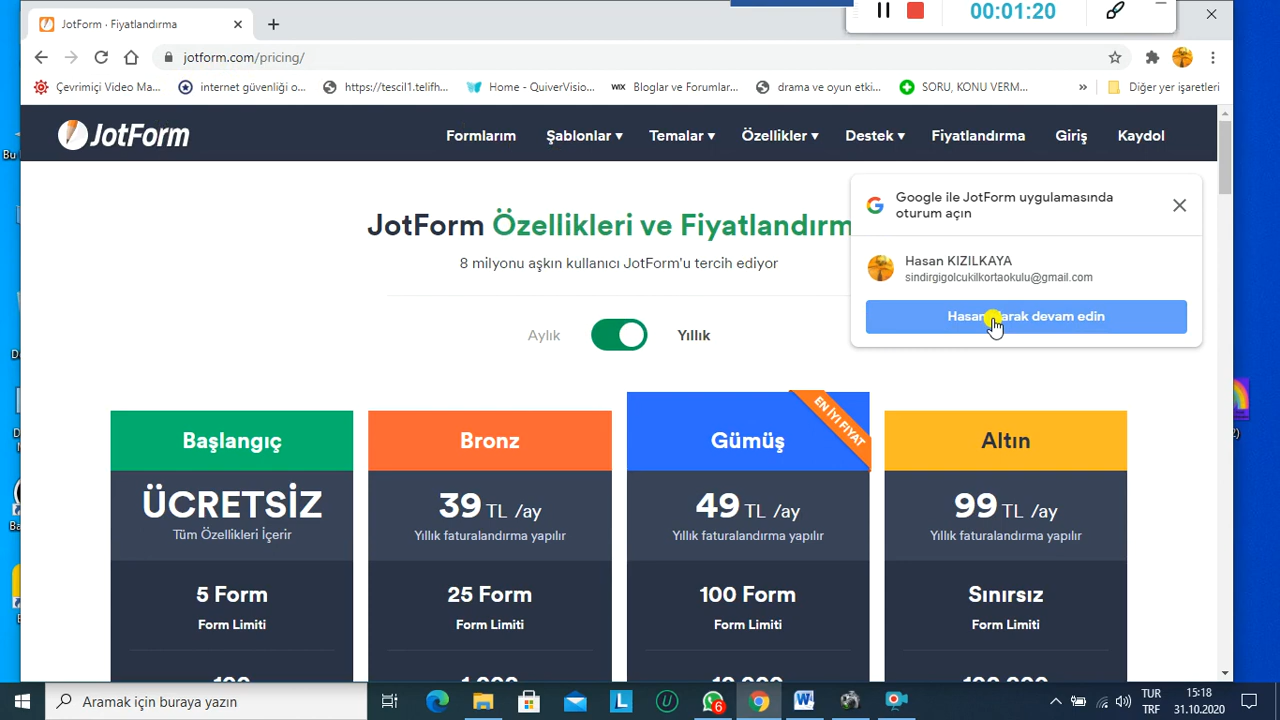 00:01:20
JotForm · Fiyatlandırma
jotform.com/pricing/
Çevrimiçi Video Ma...
internet güvenliği o...
https://tescil1.telifh...
Home - QuiverVisio...
WIX Bloglar ve Forumlar...
drama ve oyun etki...
SORU, KONU VERM...
»
Diğer yer işaretleri
JotForm
Formlarım
Şablonlar
Temalar
Özellikler
Destek
Fiyatlandırma
Giriş
Kaydol
Google ile JotForm uygulamasında
oturum açın
Hasan KIZILKAYA
sindirgigolcukilkortaokulu@gmail.com
devam edin
JotForm Özellikleri ve Fiyatlandırm
8 milyonu aşkın kullanıcı JotForm'u tercih ediyor
Aylık
Yıllık
EN İYİ FİYAT
Başlangıç
Bronz
Gümüş
Altın
ÜCRETSİZ
39 TL /ay
49 TL /ay
99 TL /ay
Tüm Özellikleri İçerir
Yıllık faturalandırma yapılır
Yıllık faturalandırma yapılır
Yıllık faturalandırma yapılır
5 Form
25 Form
100 Form
Sınırsız
Form Limiti
Form Limiti
Form Limiti
Form Limiti
Aramak için buraya yazın
6
TUR
TRF
15:18
31.10.2020